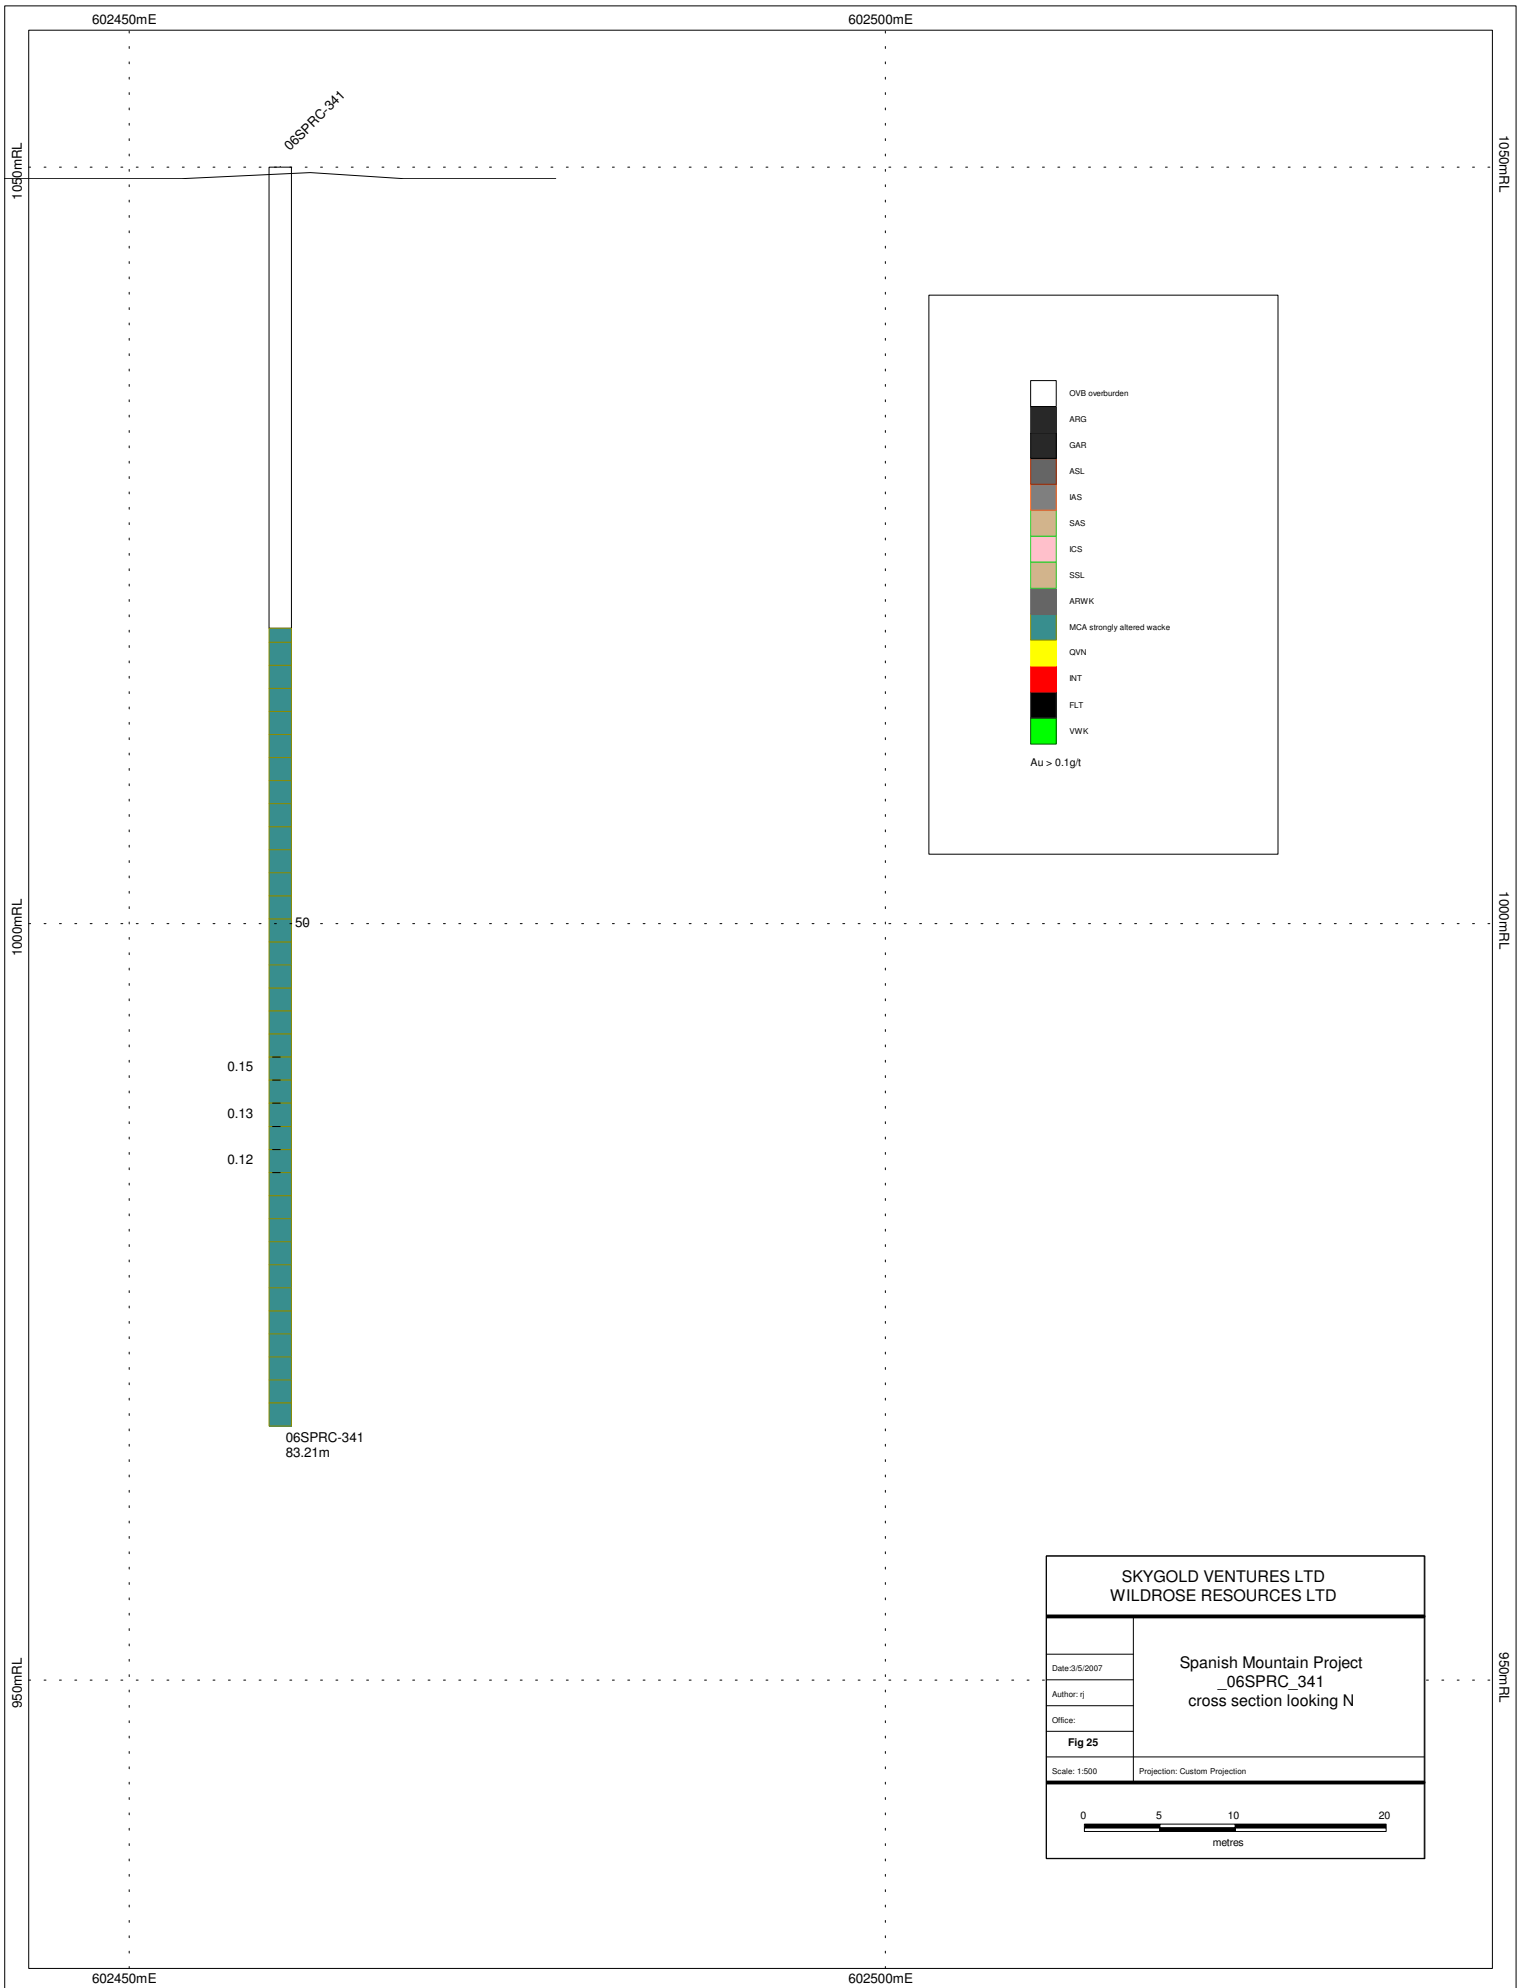 602450mE
602500mE
06SPRC-341
1050mRL
1050mRL
OVB overburden
ARG
GAR
ASL
IAS
SAS
ICS
SSL
ARWK
MCA strongly altered wacke
QVN
INT
FLT
VWK
Au > 0.1g/t
1000mRL
50
1000mRL
0.15
0.13
0.12
06SPRC-341
83.21m
950mRL
950mRL
SKYGOLD VENTURES LTD
WILDROSE RESOURCES LTD
Date:3/5/2007
Author: rj
Office:
Fig 25
Spanish Mountain Project
_06SPRC_341
cross section looking N
Scale: 1:500
Projection: Custom Projection
0 5 10 20
metres
602450mE
602500mE